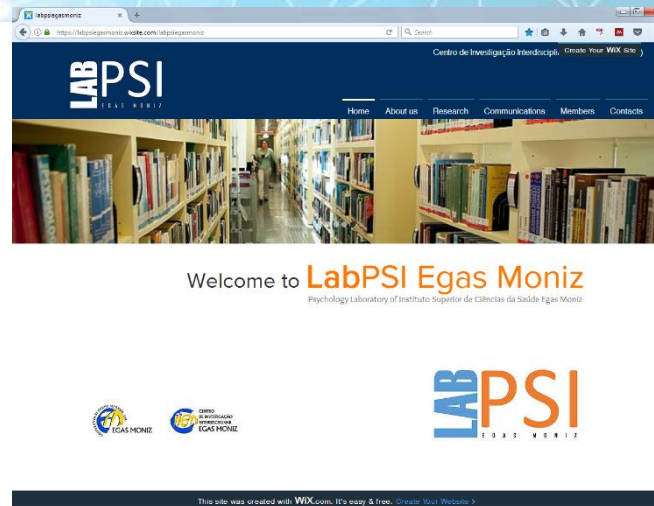 labpsiegasmoniz
https://labpsiegasmoniz.wixsite.com/labpsiegasmoniz
Search
Centro de Investigação Interdiscipli
Create Your WiX Site
LABPSI
EGAS MONIZ
Home About us Research Communications Members Contacts
Welcome to LabPSI Egas Moniz
Psychology Laboratory of Instituto Superior de Ciências da Saúde Egas Moniz
EGAS MONIZ
CENTRO
DE INVESTIGAÇÃO
INTERDISCIPLINAR
EGAS MONIZ
LABPSI
EGAS MONIZ
This site was created with WiX.com. It's easy & free. Create Your Website >